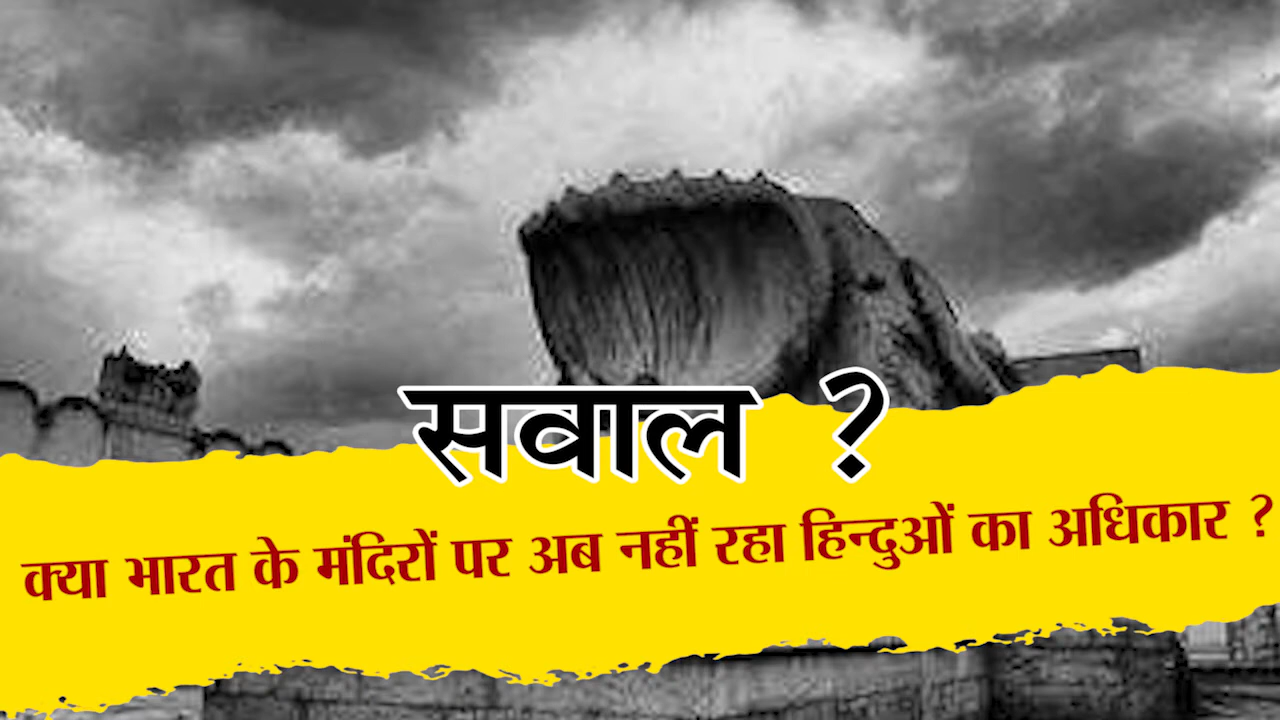 सवाल ?
क्या भारत के मंदिरों पर अब नहीं रहा हिन्दुओं का अधिकार ?